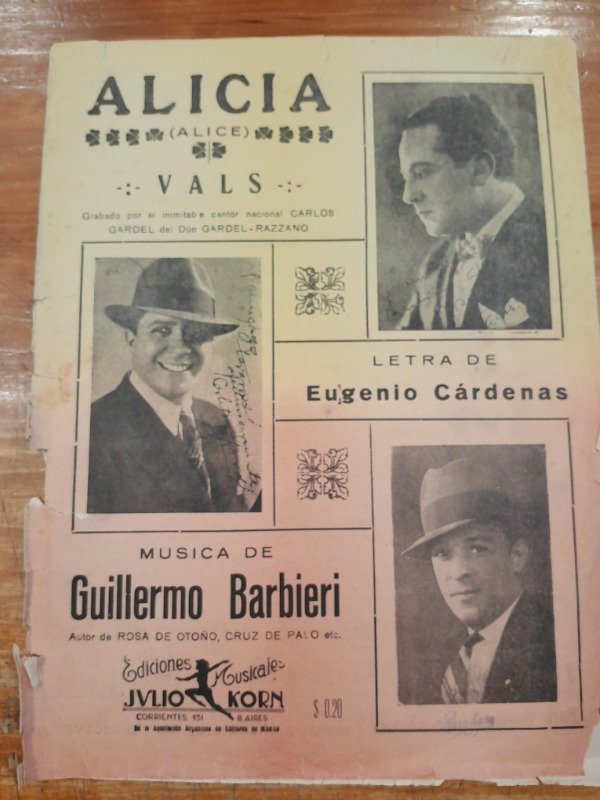 ALICIA
(ALICE)
-:- VALS -:-
Grabado por el inimitable cantor nacional CARLOS
GARDEL del Dúo GARDEL-RAZZANO
LETRA DE
Eugenio Cárdenas
MUSICA DE
Guillermo Barbieri
Autor de ROSA DE OTOÑO, CRUZ DE PALO etc.
Ediciones Musicales
JVLIO KORN
CORRIENTES 931 B. AIRES
De la Asociación Argentina de Editores de Música
$ 0.20